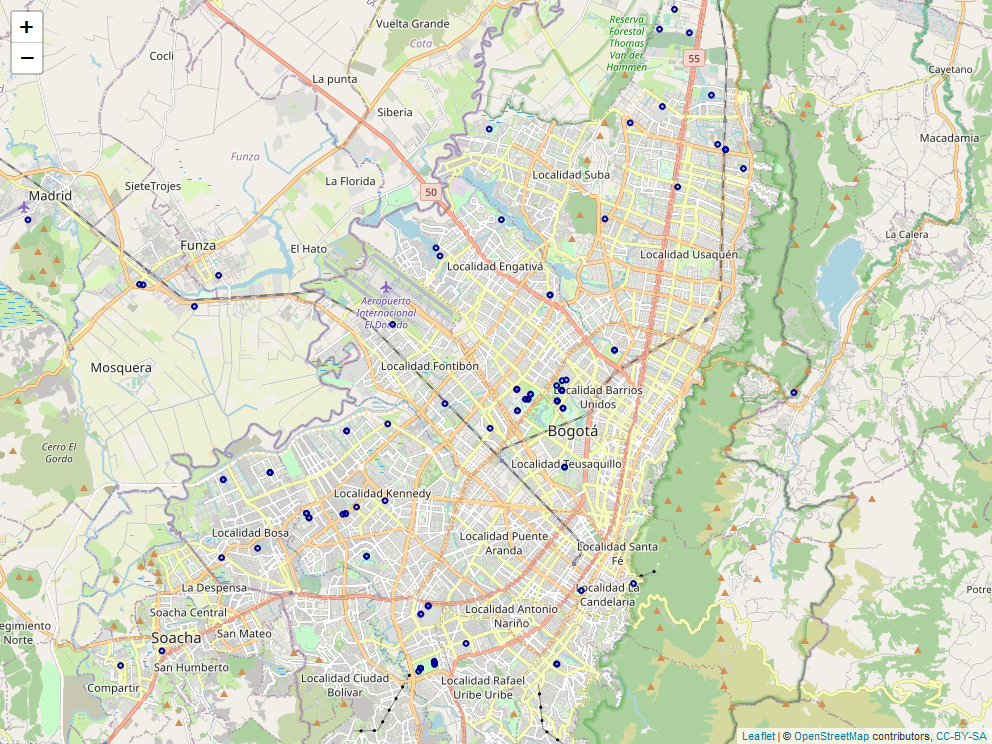 +
−
Vuelta Grande
Cota
Cocli
La punta
Siberia
Reserva
Forestal
Thomas
Van der
Hammen
55
Cayetano
Macadamia
Funza
SieteTrojes
La Florida
50
Localidad Suba
Madrid
Funza
El Hato
Localidad Engativá
Localidad Usaquén
La Calera
Aeropuerto
Internacional
El Dorado
Mosquera
Localidad Fontibón
Localidad Barrios
Unidos
Bogotá
Cerro El
Gordo
Localidad Teusaquillo
Localidad Kennedy
Localidad Bosa
Localidad Puente
Aranda
Localidad Santa
Fé
La Despensa
Localidad La
Candelaria
Potre
Soacha Central
Localidad Antonio
Nariño
egimiento
Norte
Soacha
San Mateo
San Humberto
Compartir
Localidad Ciudad
Bolívar
Localidad Rafael
Uribe Uribe
Leaflet | © OpenStreetMap contributors, CC-BY-SA